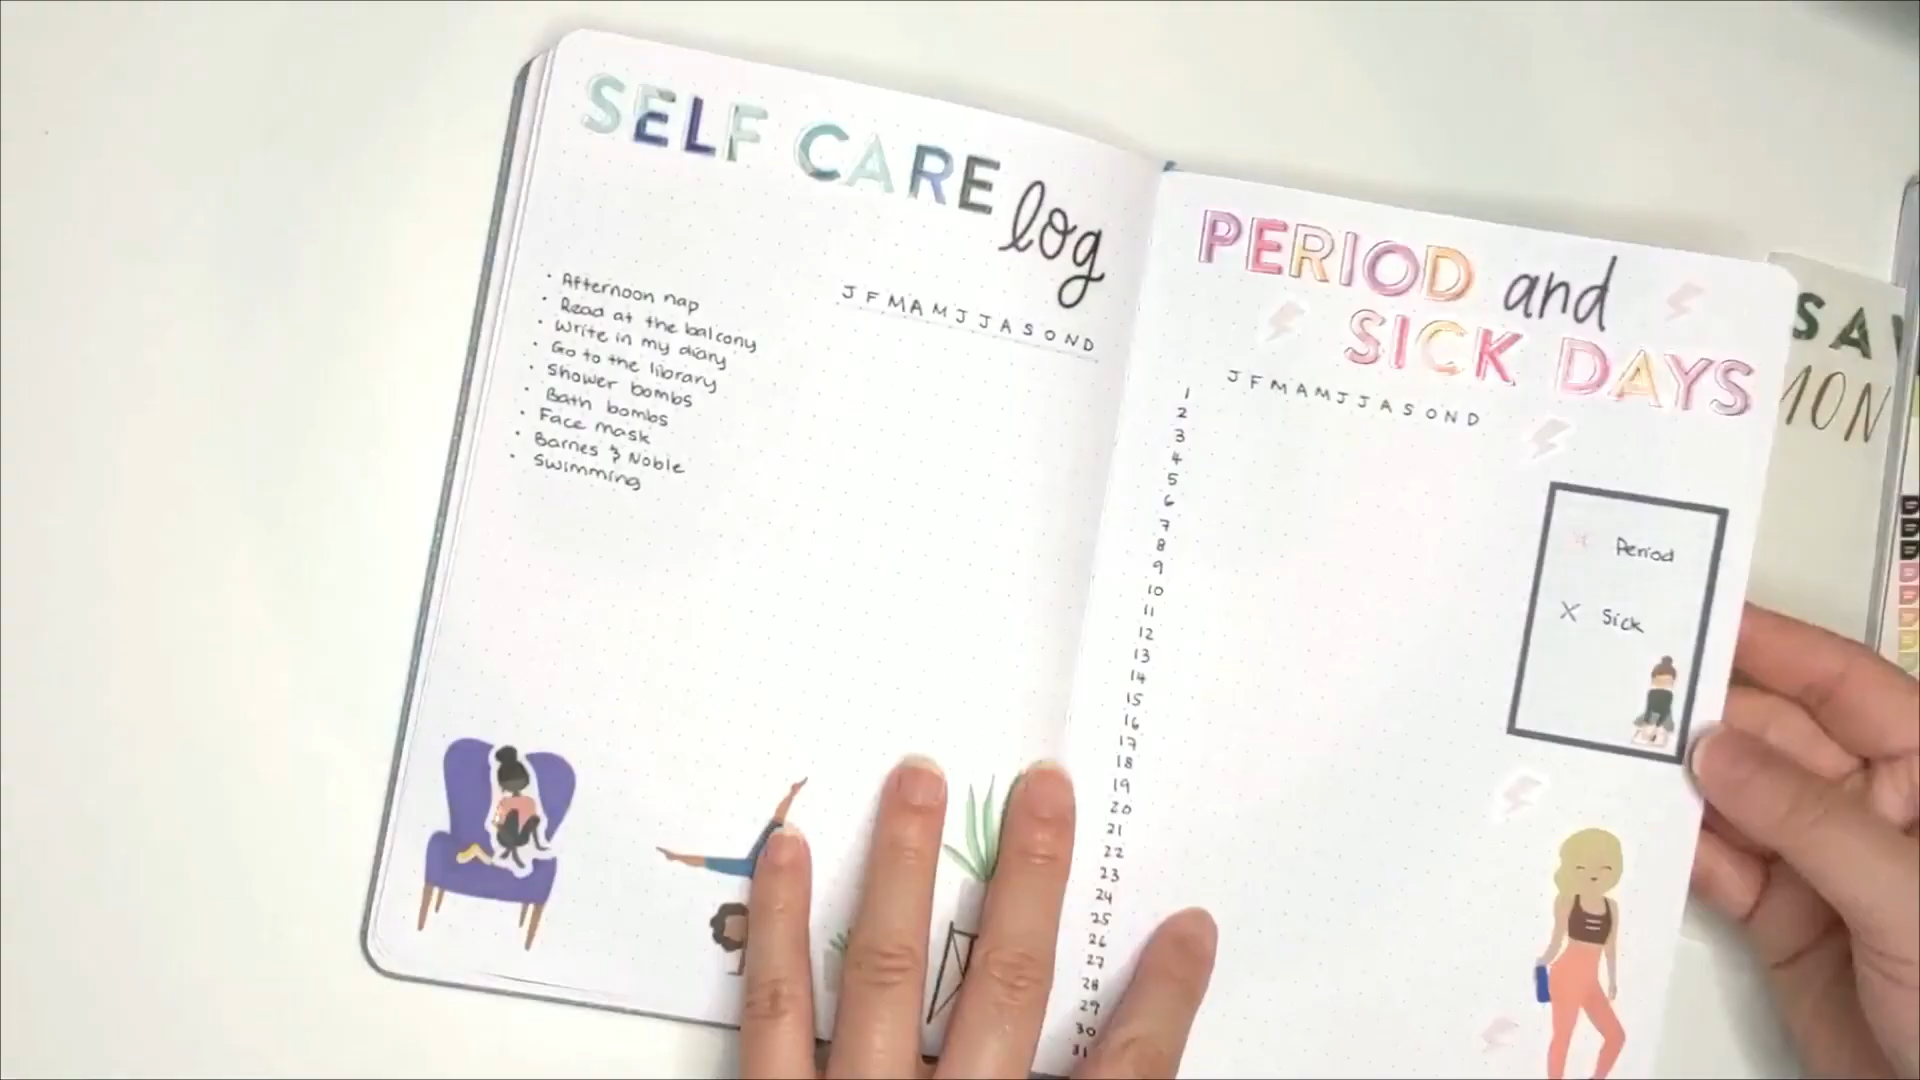 SELF CARE log
J F M A M J J A S O N D
• Afternoon nap
• Read at the balcony
• Write in my diary
• Go to the library
• Shower bombs
• Bath bombs
• Face mask
• Barnes & Noble
• Swimming
PERIOD and
SICK DAYS
J F M A M J J A S O N D
1
2
3
4
5
6
7
8
9
10
11
12
13
14
15
16
17
18
19
20
21
22
23
24
25
26
27
28
29
30
31
X Period
X Sick
SA
MON